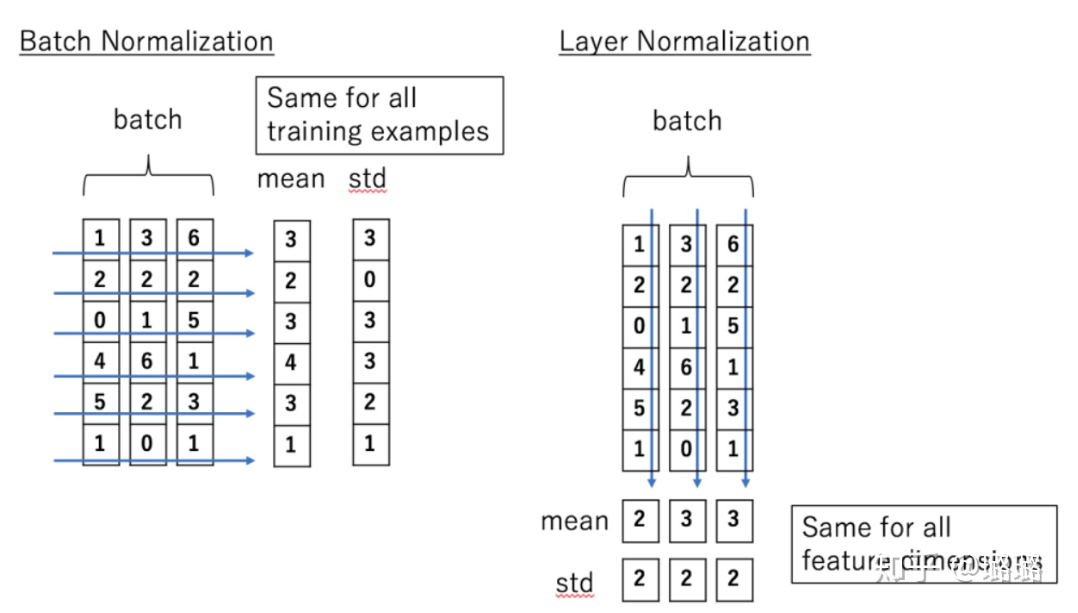 Batch Normalization
Same for all
training examples
batch
mean std
1 3 6 3 3
2 2 2 2 0
0 1 5 3 3
4 6 1 4 3
5 2 3 3 2
1 0 1 1 1
Layer Normalization
batch
1 3 6
2 2 2
0 1 5
4 6 1
5 2 3
1 0 1
mean 2 3 3
std 2 2 2
Same for all
feature dimensions
知乎 @璐璐